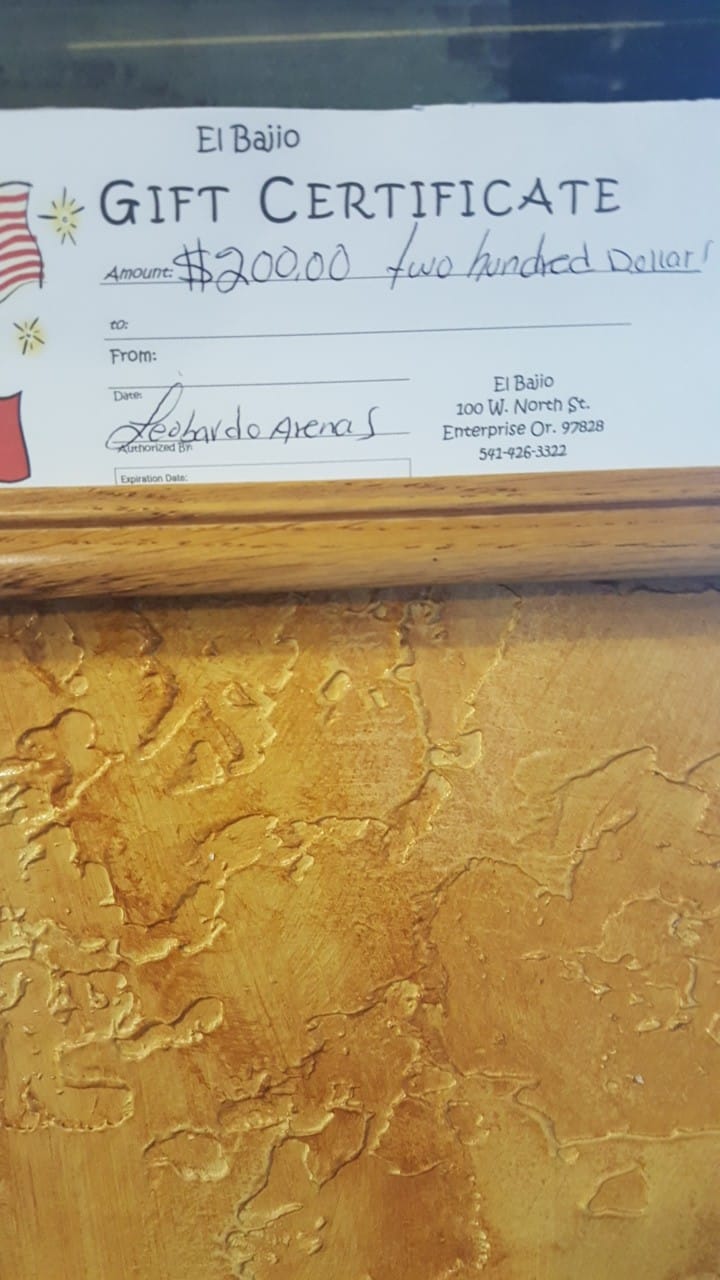 El Bajio
GIFT CERTIFICATE
Amount: $200.00 two hundred Dollars
to:
From:
Date:
Leobardo Arenas
Authorized By:
Expiration Date:
El Bajio
100 W. North St.
Enterprise Or. 97828
541-426-3322